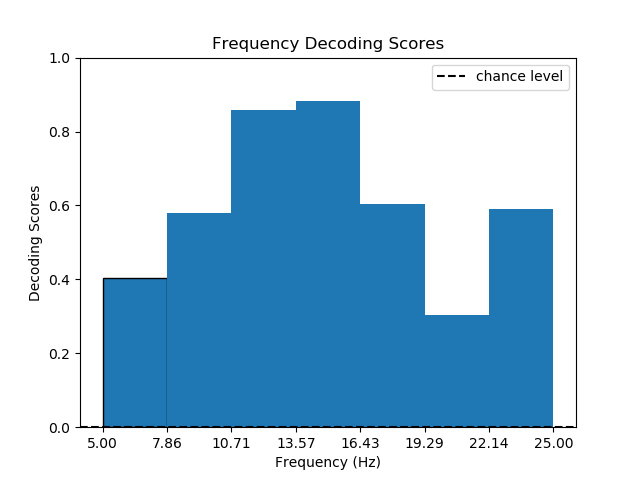 Frequency Decoding Scores
chance level
Decoding Scores
1.0
0.8
0.6
0.4
0.2
0.0
5.00 7.86 10.71 13.57 16.43 19.29 22.14 25.00
Frequency (Hz)